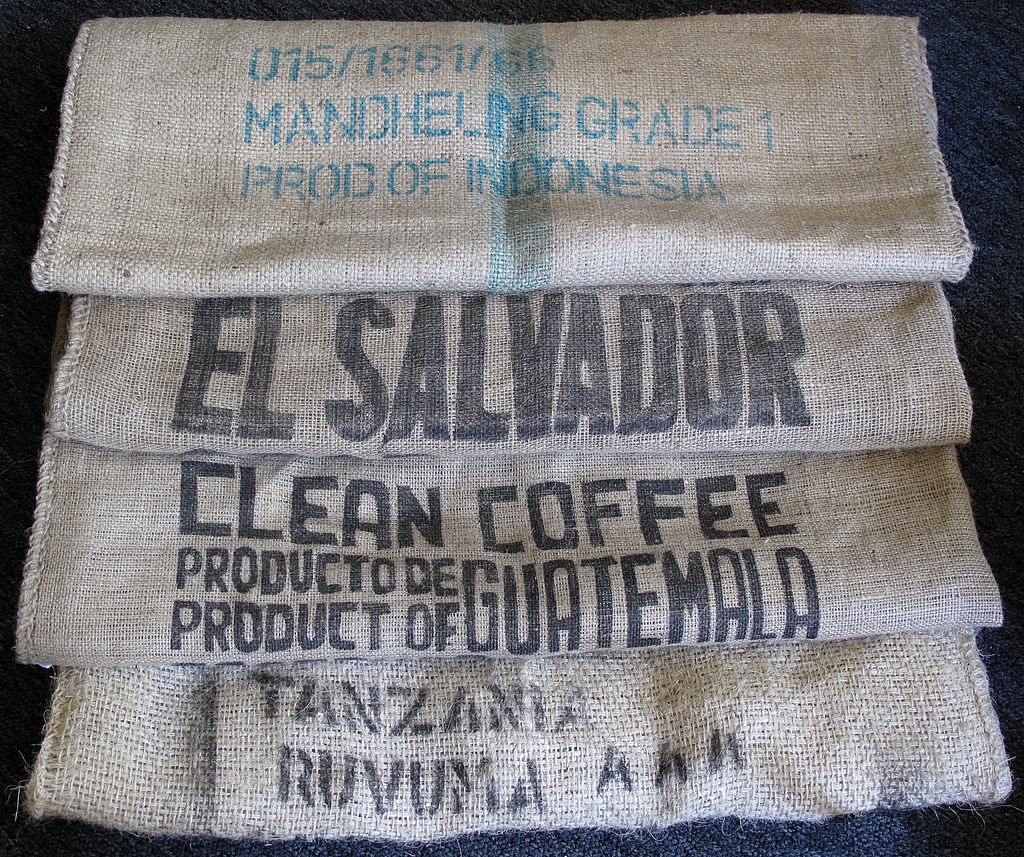 015/1661/66
MANDHELING GRADE 1
PROD OF INDONESIA
EL SALVADOR
CLEAN COFFEE
PRODUCTO DE
PRODUCT OF GUATEMALA
TANZANIA
RUVUMA AAA